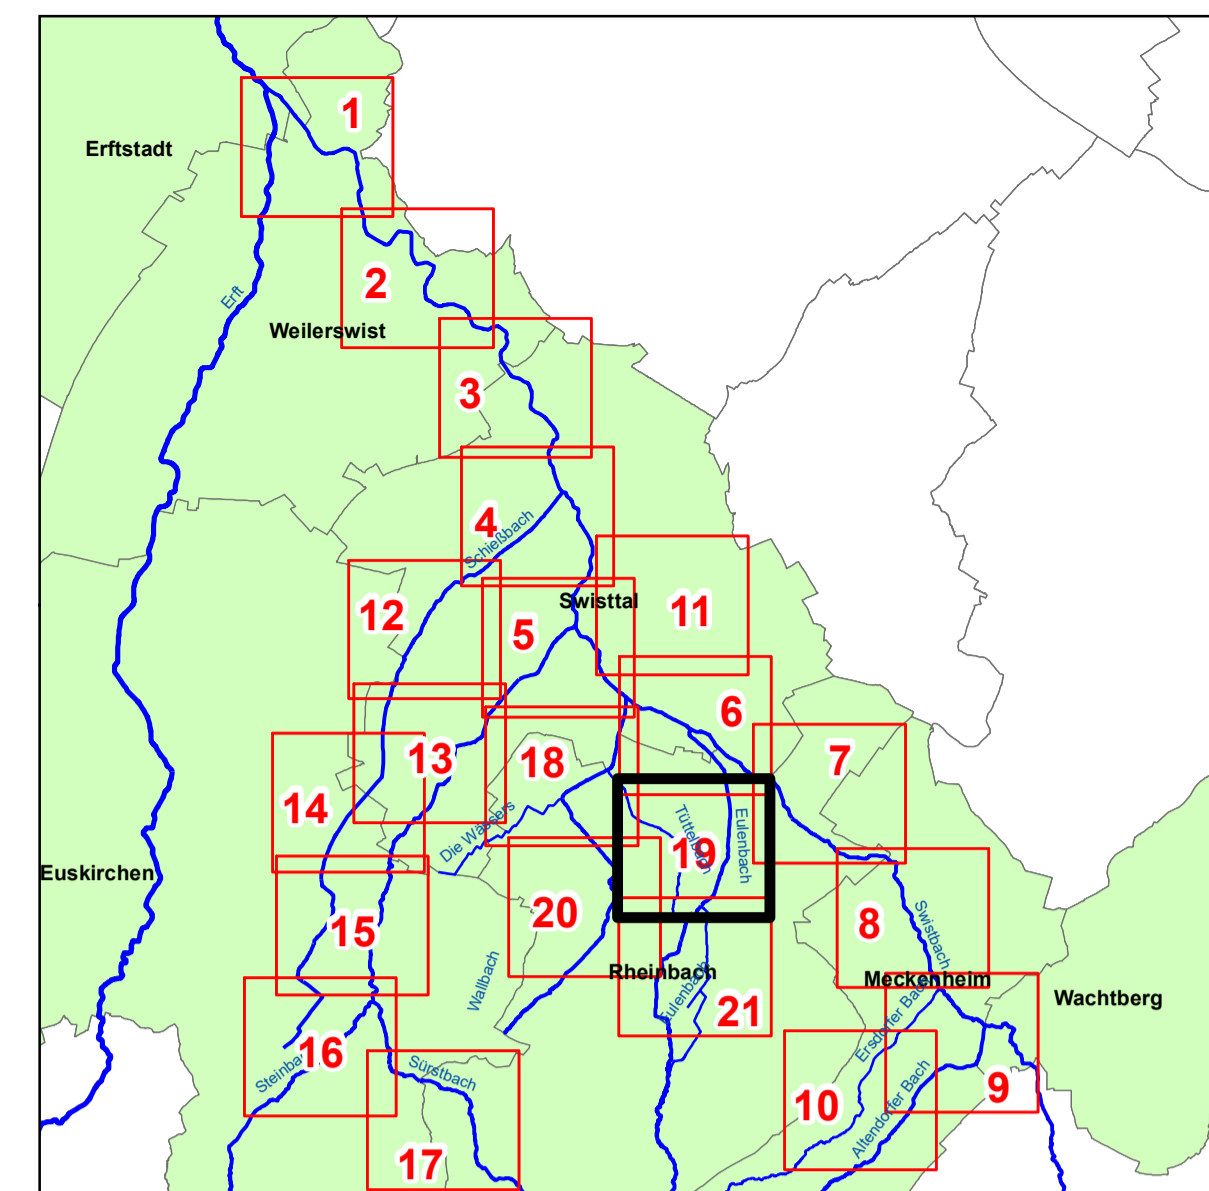 1
Erftstadt
2
Erft
Weilerswist
3
4
Schießbach
Swisttal
11
12
5
6
7
13
18
14
Die Wässers
Tüttelbach
Eulenbach
19
Euskirchen
20
8
Swistbach
15
Rheinbach
Meckenheim
Wallbach
Eulenbach
21
Wachtberg
Ersdorfer Bach
16
Steinbach
Sürstbach
10
9
Altendorfer Bach
17